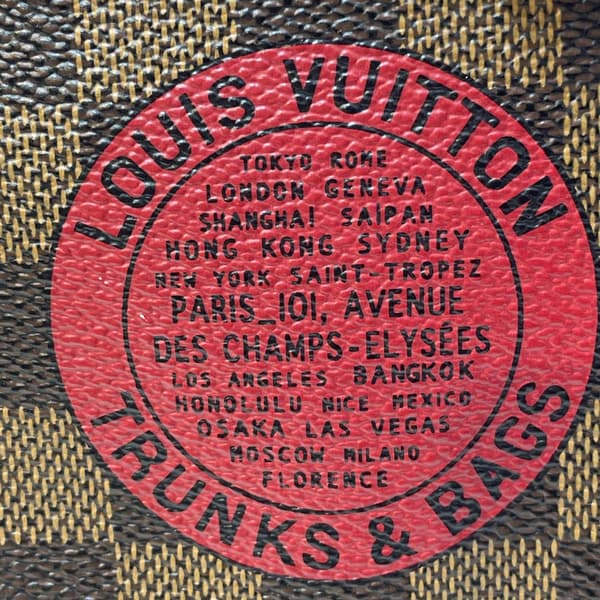 LOUIS VUITTON
TOKYO ROME
LONDON GENEVA
SHANGHAI SAÍPAN
HONG KONG SYDNEY
NEW YORK SAINT-TROPEZ
PARIS_101, AVENUE
DES CHAMPS-ELYSÉES
LOS ANGELES BANGKOK
HONOLULU NICE MEXICO
OSAKA LAS VEGAS
MOSCOW MILANO
FLORENCE
TRUNKS & BAGS